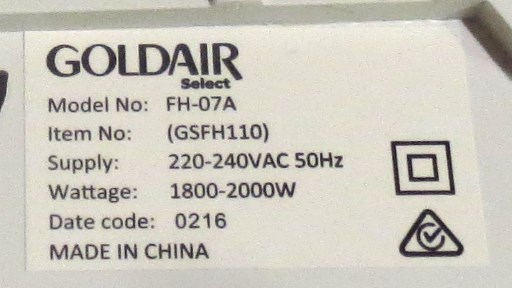 GOLDAIR
Select
Model No: FH-07A
Item No: (GSFH110)
Supply: 220-240VAC 50Hz
Wattage: 1800-2000W
Date code: 0216
MADE IN CHINA